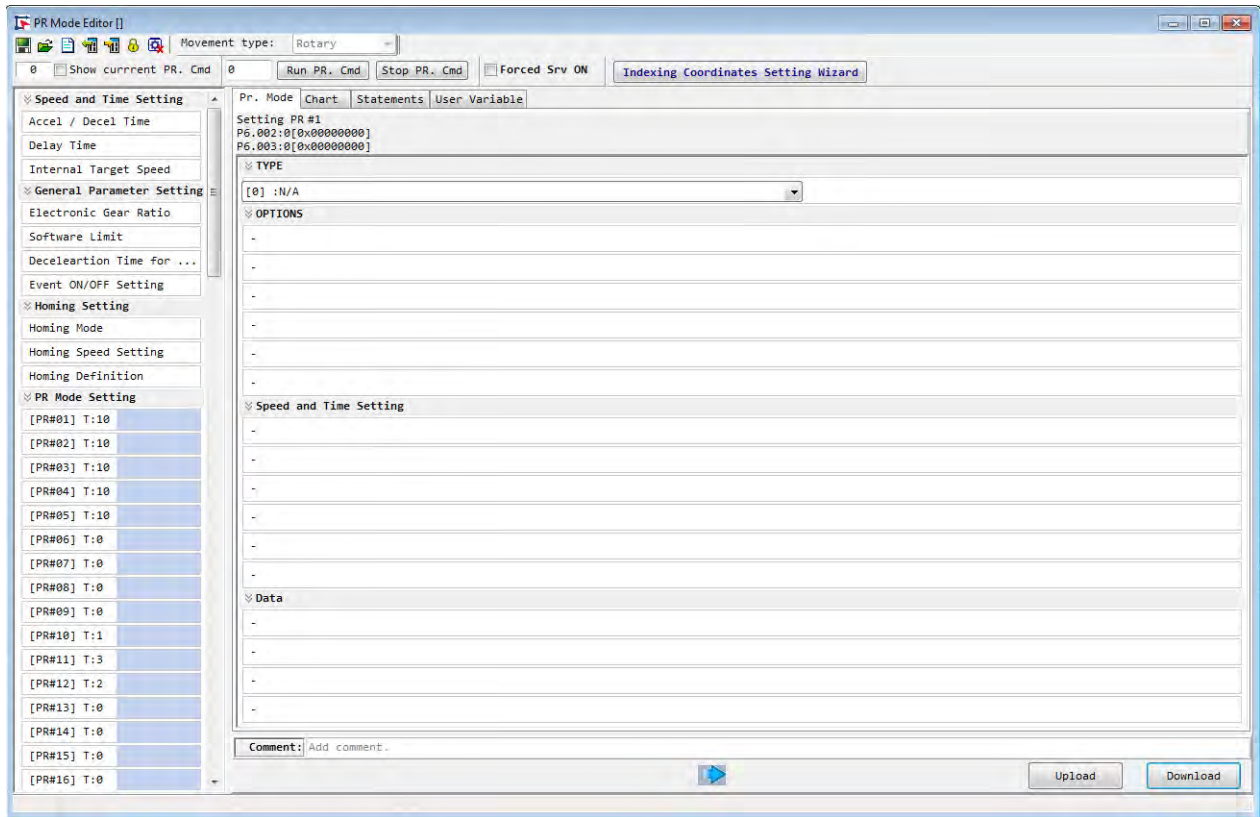 PR Mode Editor []
Movement type: Rotary
0 Show currrent PR. Cmd 0 Run PR. Cmd Stop PR. Cmd Forced Srv ON Indexing Coordinates Setting Wizard
Speed and Time Setting
Accel / Decel Time
Delay Time
Internal Target Speed
General Parameter Setting
Electronic Gear Ratio
Software Limit
Deceleartion Time for ...
Event ON/OFF Setting
Homing Setting
Homing Mode
Homing Speed Setting
Homing Definition
PR Mode Setting
[PR#01] T:10
[PR#02] T:10
[PR#03] T:10
[PR#04] T:10
[PR#05] T:10
[PR#06] T:0
[PR#07] T:0
[PR#08] T:0
[PR#09] T:0
[PR#10] T:1
[PR#11] T:3
[PR#12] T:2
[PR#13] T:0
[PR#14] T:0
[PR#15] T:0
[PR#16] T:0
Pr. Mode Chart Statements User Variable
Setting PR #1
P6.002:0[0x00000000]
P6.003:0[0x00000000]
TYPE
[0] :N/A
OPTIONS
-
-
-
-
-
-
Speed and Time Setting
-
-
-
-
-
-
Data
-
-
-
-
Comment: Add comment.
Upload Download